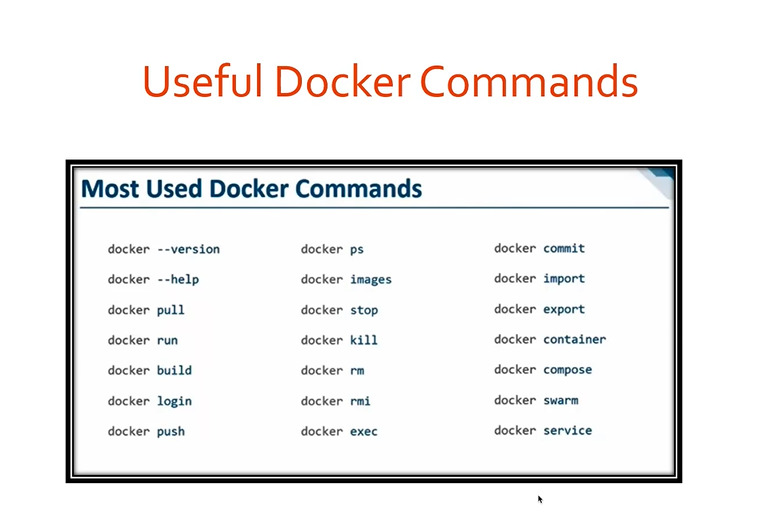 Useful Docker Commands
Most Used Docker Commands
docker --version
docker --help
docker pull
docker run
docker build
docker login
docker push
docker ps
docker images
docker stop
docker kill
docker rm
docker rmi
docker exec
docker commit
docker import
docker export
docker container
docker compose
docker swarm
docker service